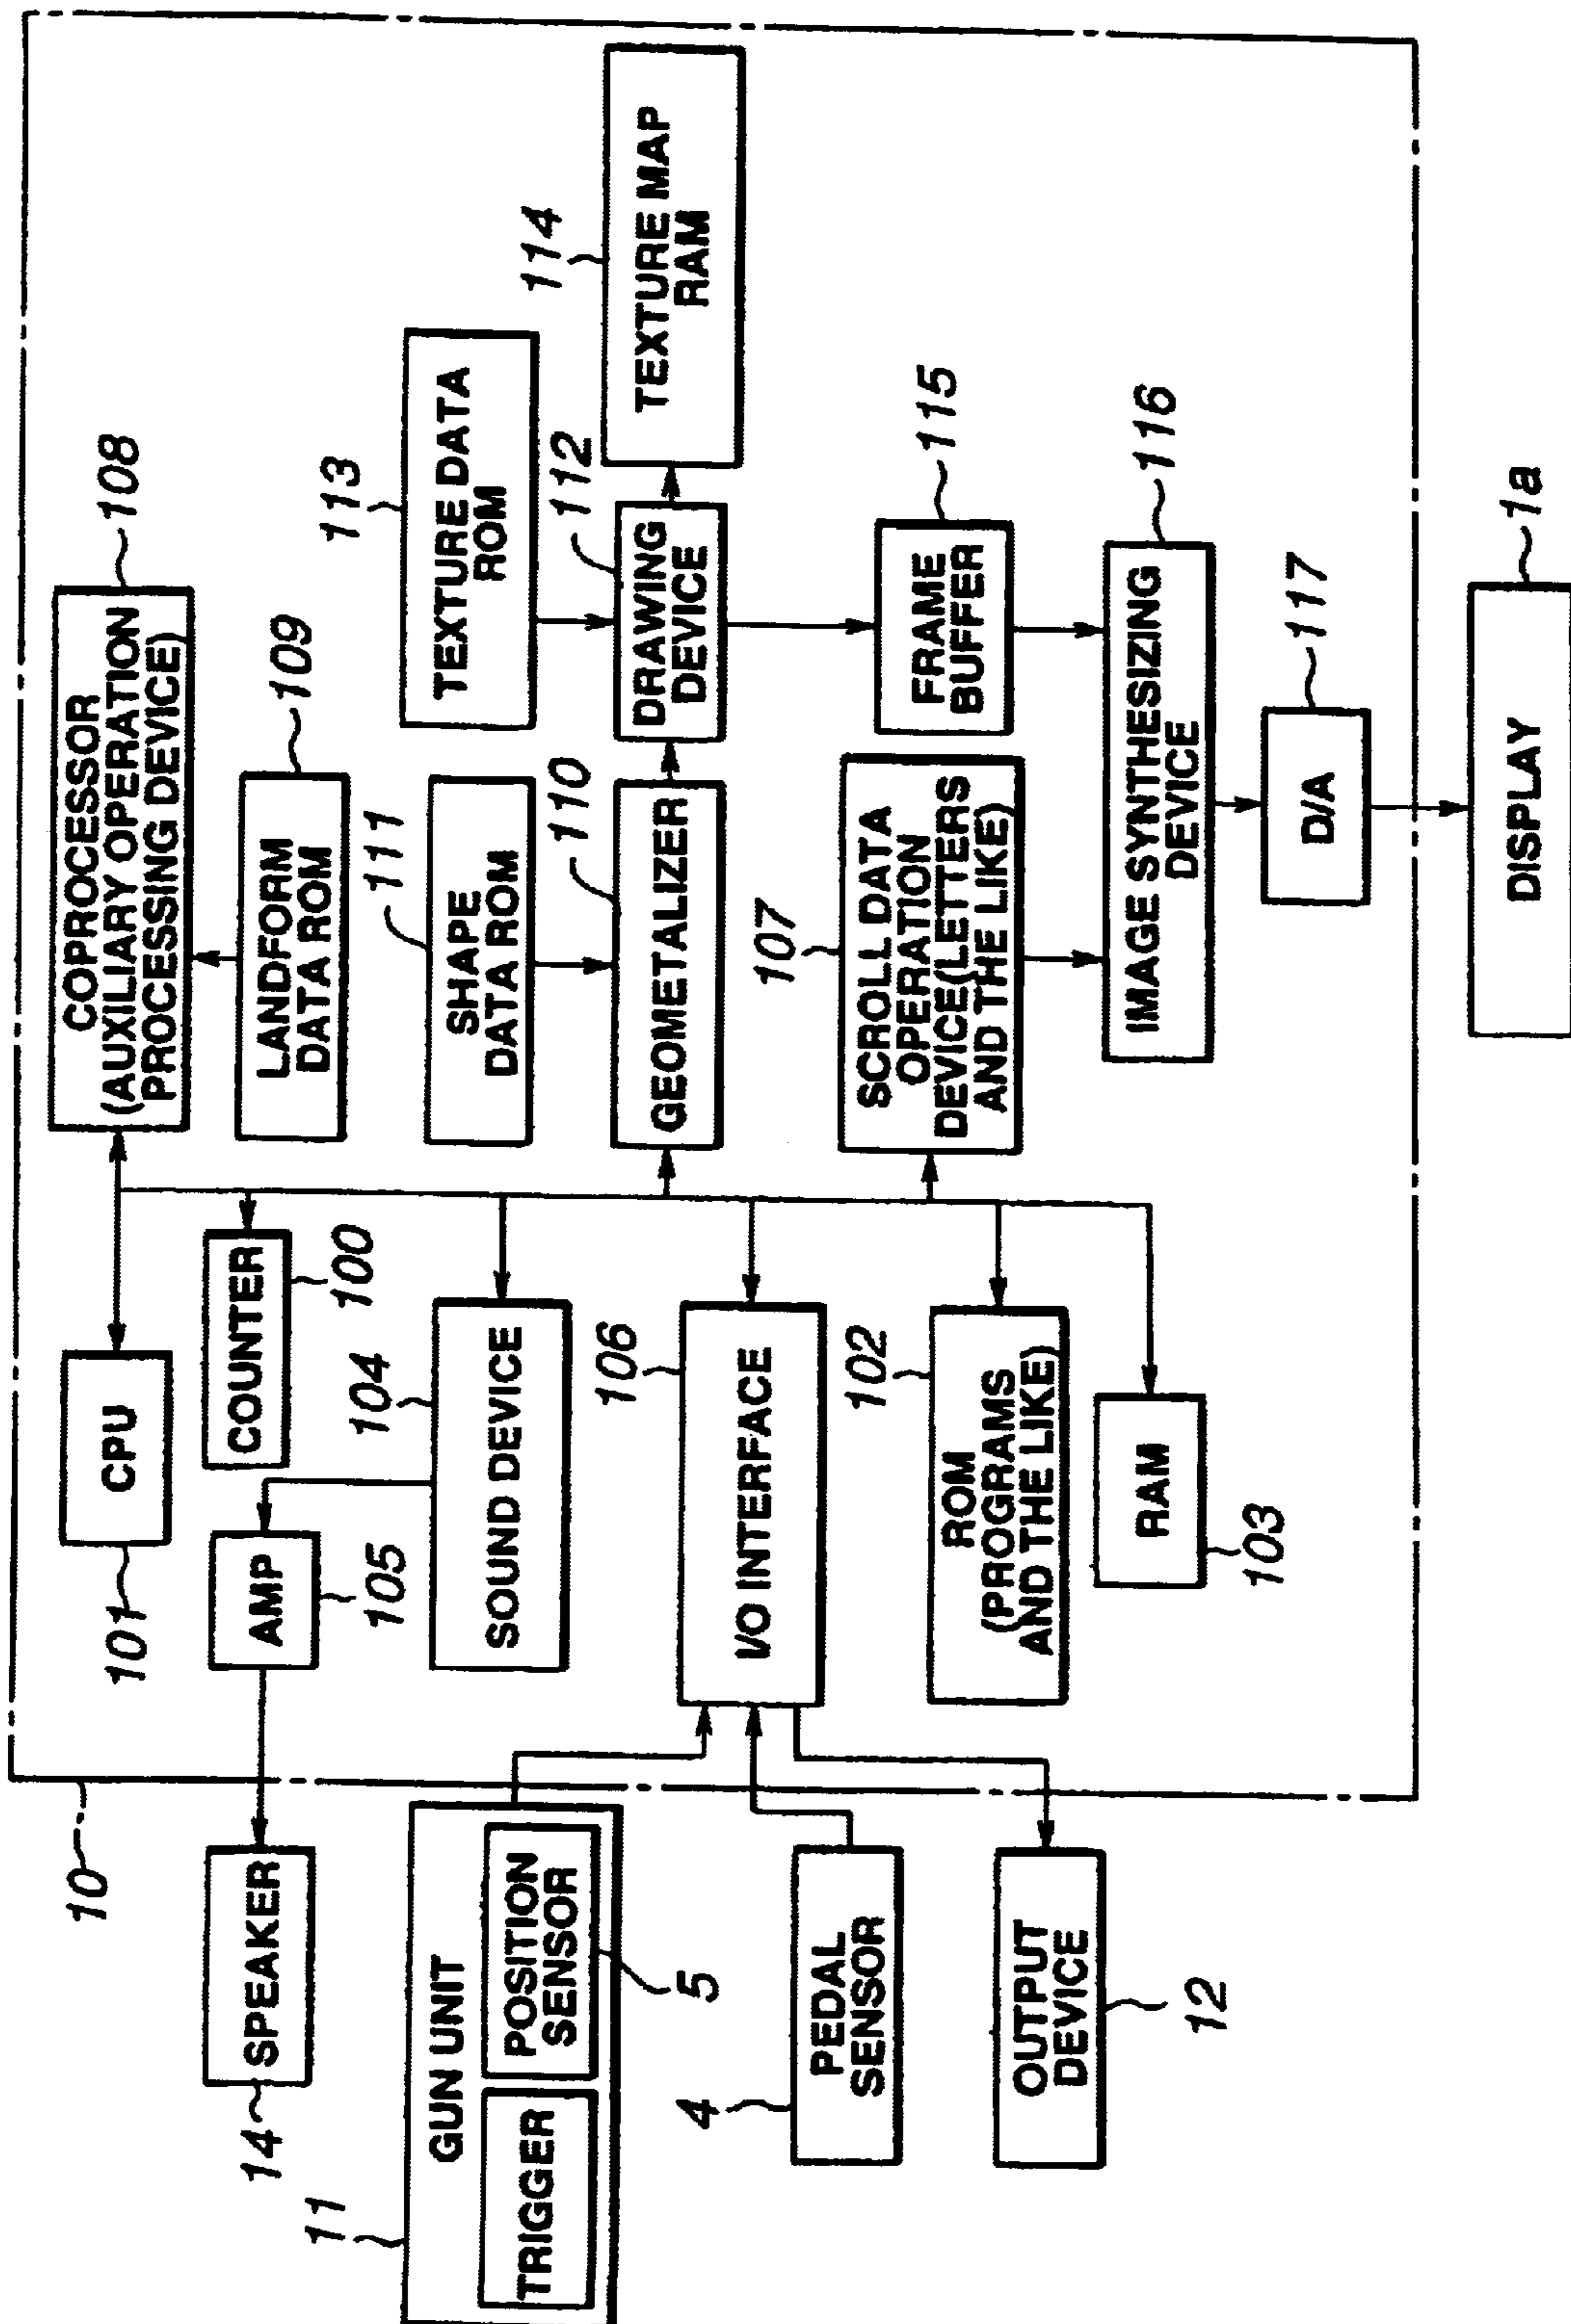 10
101
CPU
COPROCESSOR
(AUXILIARY OPERATION
PROCESSING DEVICE)
108
14
SPEAKER
AMP
105
COUNTER
100
LANDFORM
DATA ROM
109
11
GUN UNIT
TRIGGER
POSITION
SENSOR
5
104
SOUND DEVICE
111
SHAPE
DATA ROM
113
TEXTURE DATA
ROM
110
GEOMETALIZER
112
DRAWING
DEVICE
114
TEXTURE MAP
RAM
4
PEDAL
SENSOR
106
I/O INTERFACE
107
SCROLL DATA
OPERATION
DEVICE(LETTERS
AND THE LIKE)
FRAME
BUFFER
115
OUTPUT
DEVICE
12
102
ROM
(PROGRAMS
AND THE LIKE)
RAM
103
IMAGE SYNTHESIZING
DEVICE
116
D/A
117
DISPLAY
1a